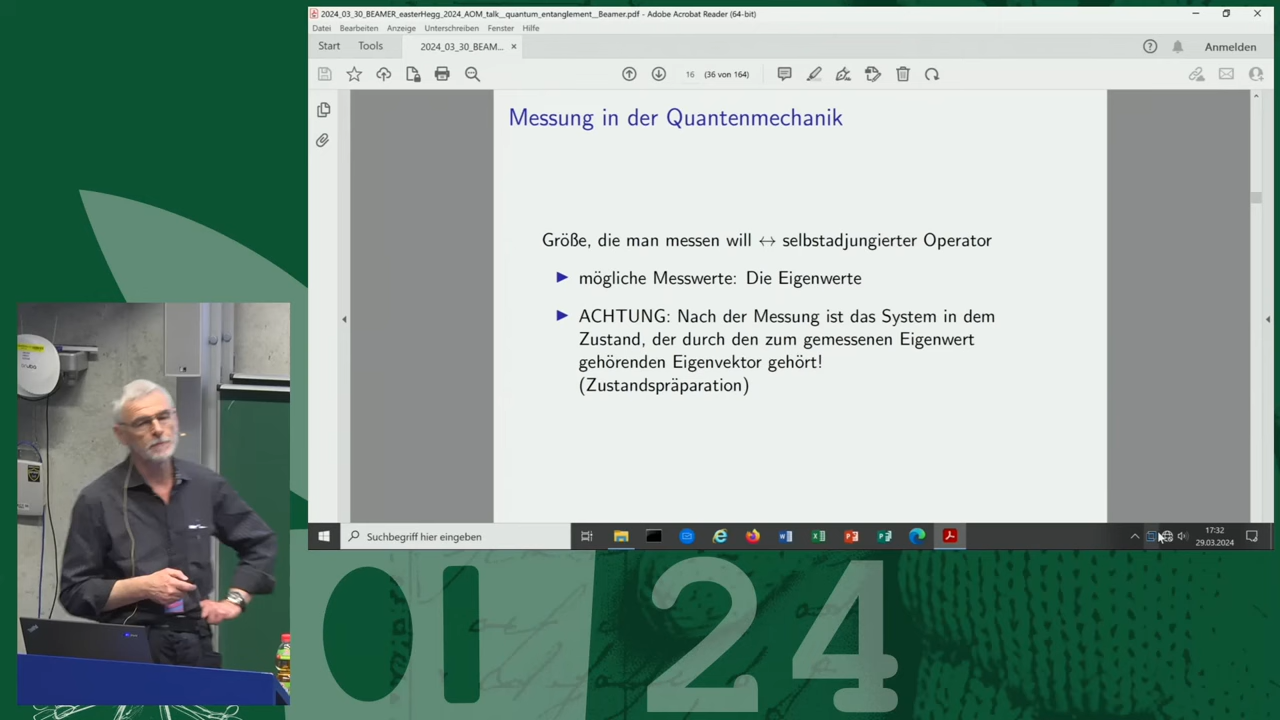 2024_03_30_BEAMER_easterHegg_2024_AOM_talk__quantum_entanglement__Beamer.pdf - Adobe Acrobat Reader (64-bit)
Datei Bearbeiten Anzeige Unterschreiben Fenster Hilfe
Start Tools 2024_03_30_BEAM... × Anmelden
16 (36 von 164)
Messung in der Quantenmechanik
Größe, die man messen will ↔ selbstadjungierter Operator
▶ mögliche Messwerte: Die Eigenwerte
▶ ACHTUNG: Nach der Messung ist das System in dem
Zustand, der durch den zum gemessenen Eigenwert
gehörenden Eigenvektor gehört!
(Zustandspräparation)
Suchbegriff hier eingeben
17:32
29.03.2024
24